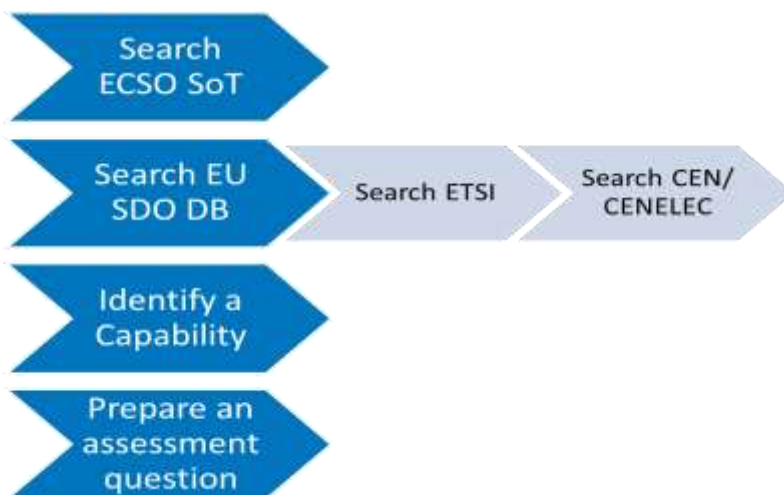 Search
ECSO SoT
Search EU
SDO DB
Search ETSI
Search CEN/
CENELEC
Identify a
Capability
Prepare an
assessment
question